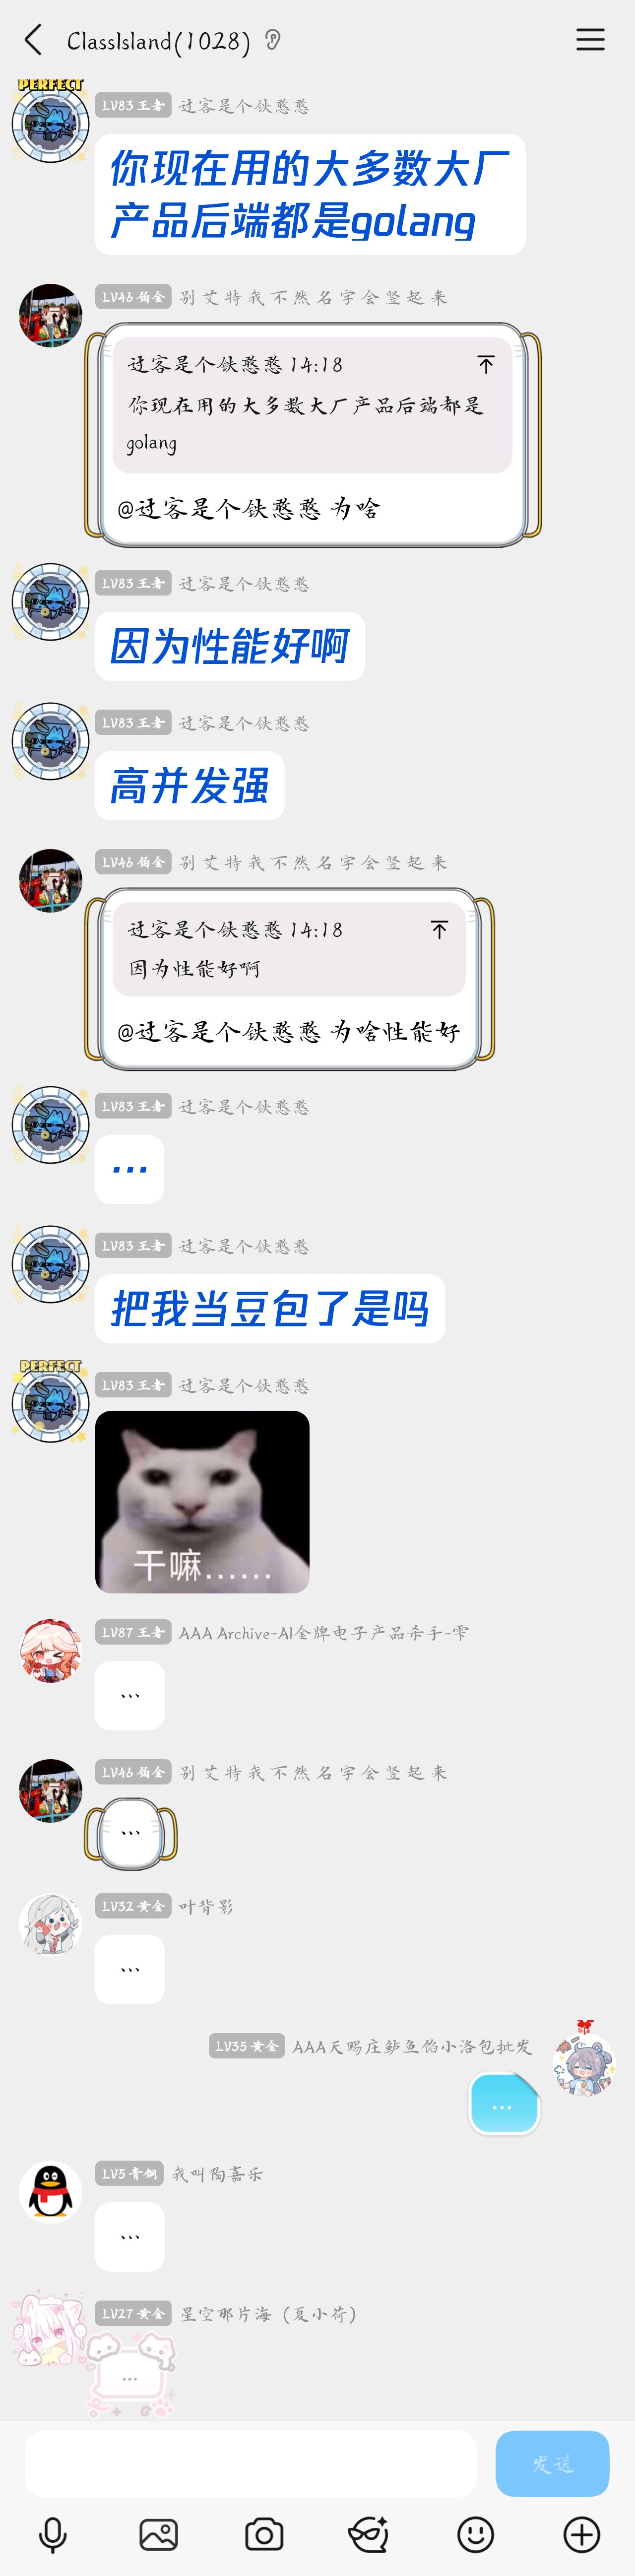 ClassIsland(1028)
PERFECT
LV83 王者 过客是个铁憨憨
你现在用的大多数大厂
产品后端都是golang
LV46 铂金 别艾特我不然名字会竖起来
过客是个铁憨憨 14:18
你现在用的大多数大厂产品后端都是
golang
@过客是个铁憨憨 为啥
LV83 王者 过客是个铁憨憨
因为性能好啊
LV83 王者 过客是个铁憨憨
高并发强
LV46 铂金 别艾特我不然名字会竖起来
过客是个铁憨憨 14:18
因为性能好啊
@过客是个铁憨憨 为啥性能好
LV83 王者 过客是个铁憨憨
...
LV83 王者 过客是个铁憨憨
把我当豆包了是吗
PERFECT
LV83 王者 过客是个铁憨憨
干嘛......
LV87 王者 AAA Archive-AI金牌电子产品杀手-雫
...
LV46 铂金 别艾特我不然名字会竖起来
...
LV32 黄金 叶背影
...
LV35 黄金 AAA天赐庄鲈鱼馅小洛包批发
...
LV5 青铜 我叫陶嘉乐
...
LV27 黄金 星空那片海（夏小荷）
...
发送